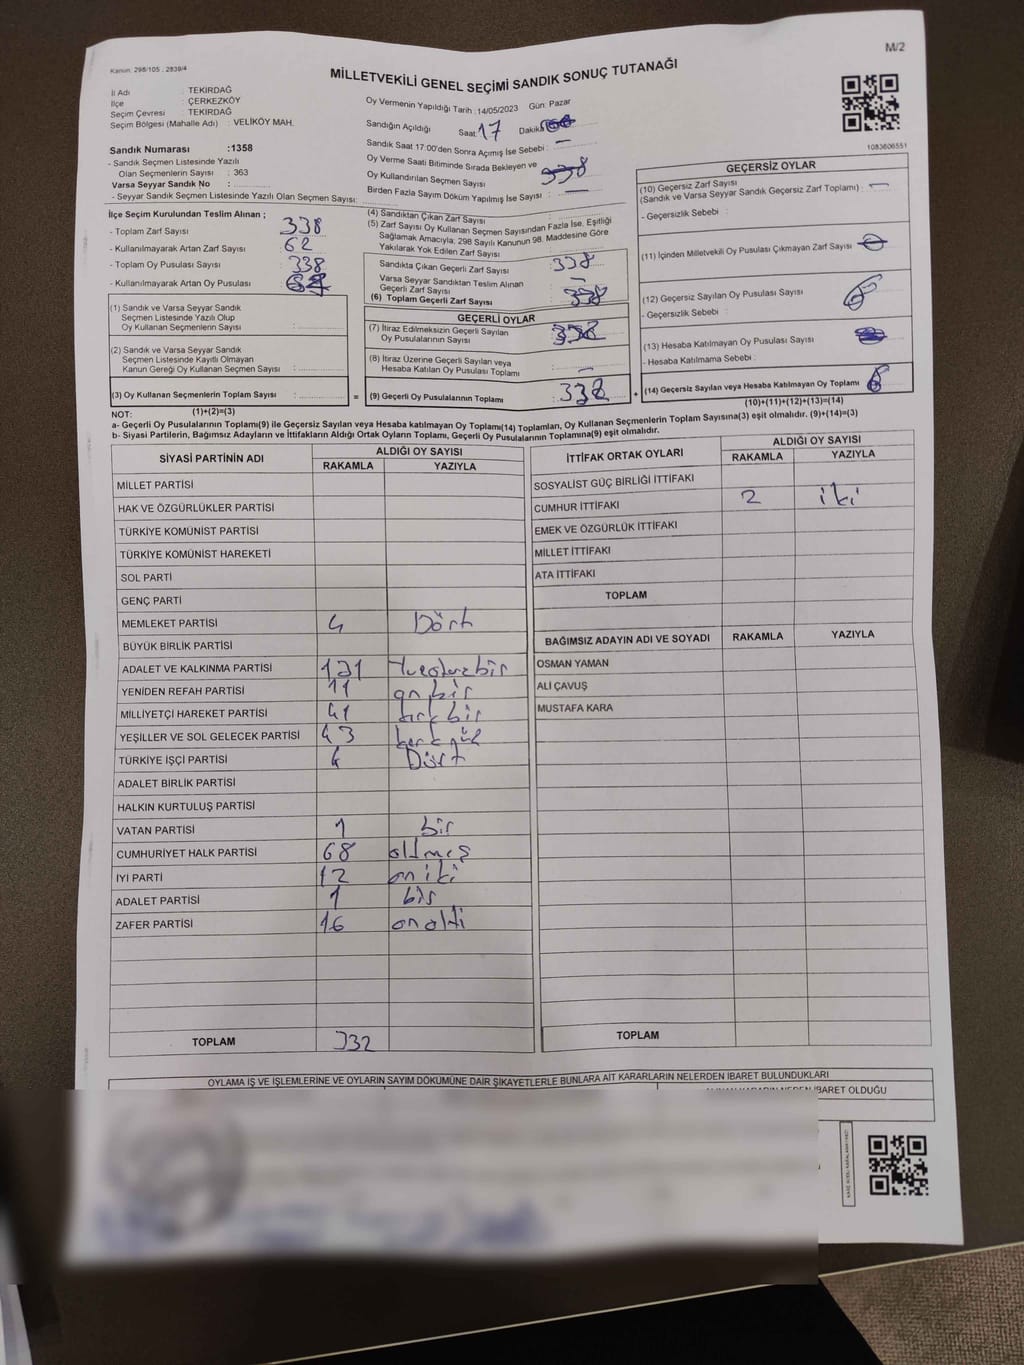 M/2
Kanun: 298/105 , 2839/4
MİLLETVEKİLİ GENEL SEÇİMİ SANDIK SONUÇ TUTANAĞI
İl Adı : TEKİRDAĞ
İlçe : ÇERKEZKÖY
Seçim Çevresi : TEKİRDAĞ
Seçim Bölgesi (Mahalle Adı) : VELİKÖY MAH.
Sandık Numarası :1358
- Sandık Seçmen Listesinde Yazılı
Olan Seçmenlerin Sayısı : 363
Varsa Seyyar Sandık No :
- Seyyar Seçmen Listesinde Yazılı Olan Seçmen Sayısı:
Oy Vermenin Yapıldığı Tarih : 14/05/2023 Gün: Pazar
Sandığın Açıldığı Saat 17 Dakika
Sandık Saat 17:00'den Sonra Açımış İse Sebebi : —
Oy Verme Saati Bitiminde Sırada Bekleyen ve
Oy Kullandırılan Seçmen Sayısı 338
Birden Fazla Sayım Döküm Yapılmış İse Sayısı : —
1083606551
İlçe Seçim Kurulundan Teslim Alınan ;
- Toplam Zarf Sayısı 338
- Kullanılmayarak Artan Zarf Sayısı 62
- Toplam Oy Pusulası Sayısı 338
- Kullanılmayarak Artan Oy Pusulası
(1) Sandık ve Varsa Seyyar Sandık
Seçmen Listesinde Yazılı Olup
Oy Kullanan Seçmenlerin Sayısı :
(2) Sandık ve Varsa Seyyar Sandık
Seçmen Listesinde Kayıtlı Olmayan
Kanun Gereği Oy Kullanan Seçmen Sayısı :
(3) Oy Kullanan Seçmenlerin Toplam Sayısı :
(1)+(2)=(3)
(4) Sandıktan Çıkan Zarf Sayısı :
(5) Zarf Sayısı Oy Kullanan Seçmen Sayısından Fazla İse, Eşitliği
Sağlamak Amacıyla; 298 Sayılı Kanunun 98. Maddesine Göre
Yakılarak Yok Edilen Zarf Sayısı :
Sandıkta Çıkan Geçerli Zarf Sayısı : 338
Varsa Seyyar Sandıktan Teslim Alınan
Geçerli Zarf Sayısı
(6) Toplam Geçerli Zarf Sayısı : 338
GEÇERLİ OYLAR
(7) İtiraz Edilmeksizin Geçerli Sayılan
Oy Pusulalarının Sayısı : 332
(8) İtiraz Üzerine Geçerli Sayılan veya
Hesaba Katılan Oy Pusulası Toplamı : —
= (9) Geçerli Oy Pusulalarının Toplamı : 332 +
GEÇERSİZ OYLAR
(10) Geçersiz Zarf Sayısı
(Sandık ve Varsa Seyyar Sandık Geçersiz Zarf Toplamı) : —
- Geçersizlik Sebebi :
(11) İçinden Milletvekili Oy Pusulası Çıkmayan Zarf Sayısı
(12) Geçersiz Sayılan Oy Pusulası Sayısı
- Geçersizlik Sebebi :
(13) Hesaba Katılmayan Oy Pusulası Sayısı
- Hesaba Katılmama Sebebi :
(14) Geçersiz Sayılan veya Hesaba Katılmayan Oy Toplamı :
(10)+(11)+(12)+(13)=(14)
NOT:
a- Geçerli Oy Pusulalarının Toplamı(9) ile Geçersiz Sayılan veya Hesaba katılmayan Oy Toplamı(14) Toplamları, Oy Kullanan Seçmenlerin Toplam Sayısına(3) eşit olmalıdır. (9)+(14)=(3)
b- Siyasi Partilerin, Bağımsız Adayların ve İttifakların Aldığı Ortak Oyların Toplamı, Geçerli Oy Pusulalarının Toplamına(9) eşit olmalıdır.
SİYASİ PARTİNİN ADI ALDIĞI OY SAYISI
RAKAMLA YAZIYLA
MİLLET PARTİSİ
HAK VE ÖZGÜRLÜKLER PARTİSİ
TÜRKİYE KOMÜNİST PARTİSİ
TÜRKİYE KOMÜNİST HAREKETİ
SOL PARTİ
GENÇ PARTİ
MEMLEKET PARTİSİ 4 Dört
BÜYÜK BİRLİK PARTİSİ
ADALET VE KALKINMA PARTİSİ 131
YENİDEN REFAH PARTİSİ 11 on bir
MİLLİYETÇİ HAREKET PARTİSİ 41 kırk bir
YEŞİLLER VE SOL GELECEK PARTİSİ 43
TÜRKİYE İŞÇİ PARTİSİ 4 Dört
ADALET BİRLİK PARTİSİ
HALKIN KURTULUŞ PARTİSİ
VATAN PARTİSİ 1 bir
CUMHURİYET HALK PARTİSİ 68
İYİ PARTİ 12 on iki
ADALET PARTİSİ 1 bir
ZAFER PARTİSİ 16 on altı
TOPLAM 332
İTTİFAK ORTAK OYLARI ALDIĞI OY SAYISI
RAKAMLA YAZIYLA
SOSYALİST GÜÇ BİRLİĞİ İTTİFAKI
CUMHUR İTTİFAKI 2 iki
EMEK VE ÖZGÜRLÜK İTTİFAKI
MİLLET İTTİFAKI
ATA İTTİFAKI
TOPLAM
BAĞIMSIZ ADAYIN ADI VE SOYADI RAKAMLA YAZIYLA
OSMAN YAMAN
ALİ ÇAVUŞ
MUSTAFA KARA
TOPLAM
OYLAMA İŞ VE İŞLEMLERİNE VE OYLARIN SAYIM DÖKÜMÜNE DAİR ŞİKAYETLERLE BUNLARA AİT KARARLARIN NELERDEN İBARET BULUNDUKLARI
İBARET OLDUĞU